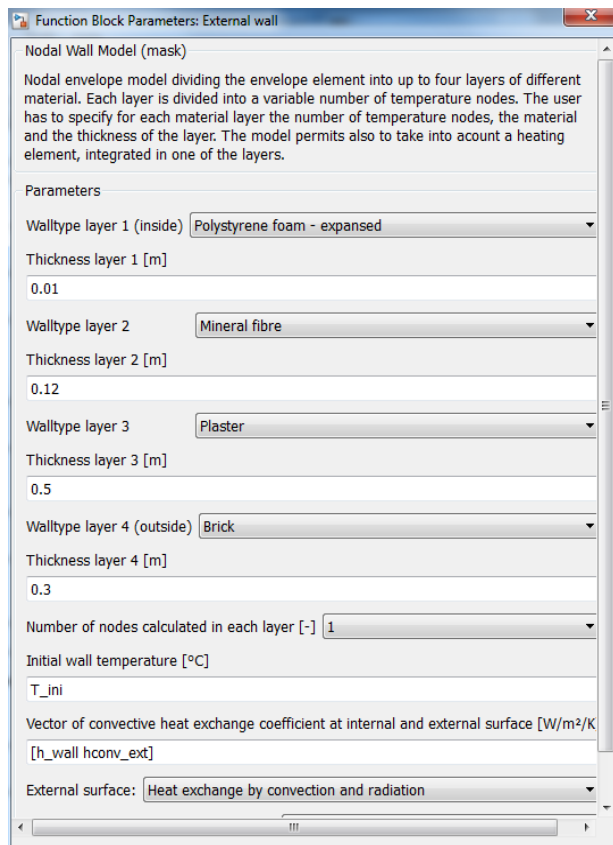 Function Block Parameters: External wall
Nodal Wall Model (mask)
Nodal envelope model dividing the envelope element into up to four layers of different
material. Each layer is divided into a variable number of temperature nodes. The user
has to specify for each material layer the number of temperature nodes, the material
and the thickness of the layer. The model permits also to take into acount a heating
element, integrated in one of the layers.
Parameters
Walltype layer 1 (inside) Polystyrene foam - expansed
Thickness layer 1 [m]
0.01
Walltype layer 2 Mineral fibre
Thickness layer 2 [m]
0.12
Walltype layer 3 Plaster
Thickness layer 3 [m]
0.5
Walltype layer 4 (outside) Brick
Thickness layer 4 [m]
0.3
Number of nodes calculated in each layer [-] 1
Initial wall temperature [°C]
T_ini
Vector of convective heat exchange coefficient at internal and external surface [W/m²/K
[h_wall hconv_ext]
External surface: Heat exchange by convection and radiation